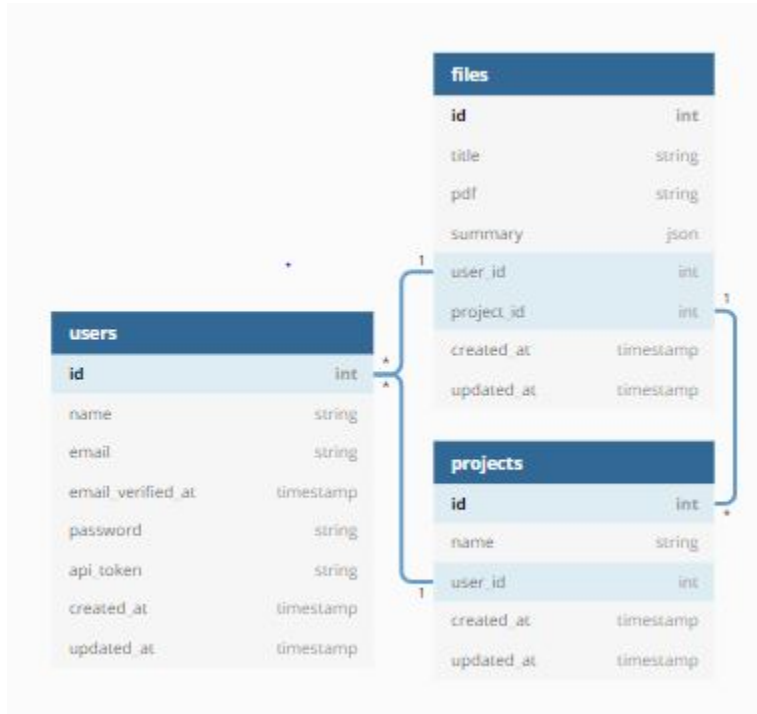 files
id int
title string
pdf string
summary json
1
user_id int
project_id int
1
created_at timestamp
updated_at timestamp
users
id int
*
*
name string
email string
email_verified_at timestamp
password string
api_token string
created_at timestamp
updated_at timestamp
projects
id int
*
name string
user_id int
1
created_at timestamp
updated_at timestamp